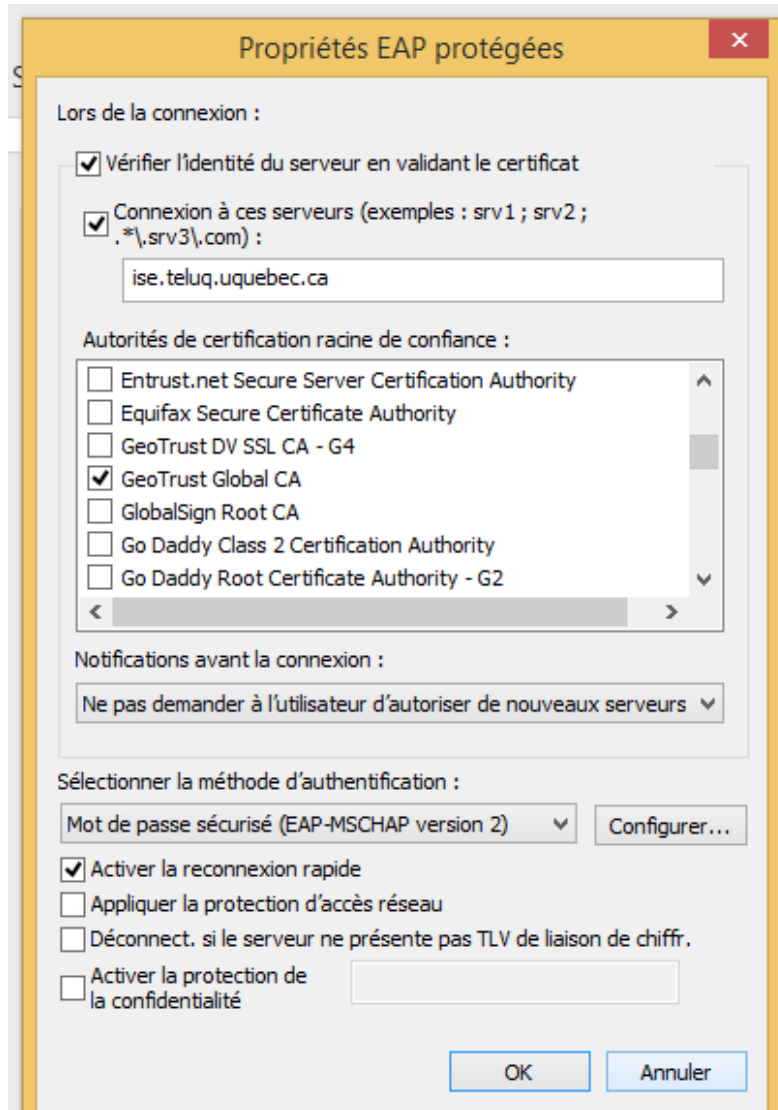 Propriétés EAP protégées
S
Lors de la connexion :
Vérifier l'identité du serveur en validant le certificat
Connexion à ces serveurs (exemples : srv1 ; srv2 ;
.*\.srv3\.com) :
ise.teluq.uquebec.ca
Autorités de certification racine de confiance :
Entrust.net Secure Server Certification Authority
Equifax Secure Certificate Authority
GeoTrust DV SSL CA - G4
GeoTrust Global CA
GlobalSign Root CA
Go Daddy Class 2 Certification Authority
Go Daddy Root Certificate Authority - G2
Notifications avant la connexion :
Ne pas demander à l'utilisateur d'autoriser de nouveaux serveurs
Sélectionner la méthode d'authentification :
Mot de passe sécurisé (EAP-MSCHAP version 2)
Configurer...
Activer la reconnexion rapide
Appliquer la protection d'accès réseau
Déconnect. si le serveur ne présente pas TLV de liaison de chiffr.
Activer la protection de
la confidentialité
OK
Annuler